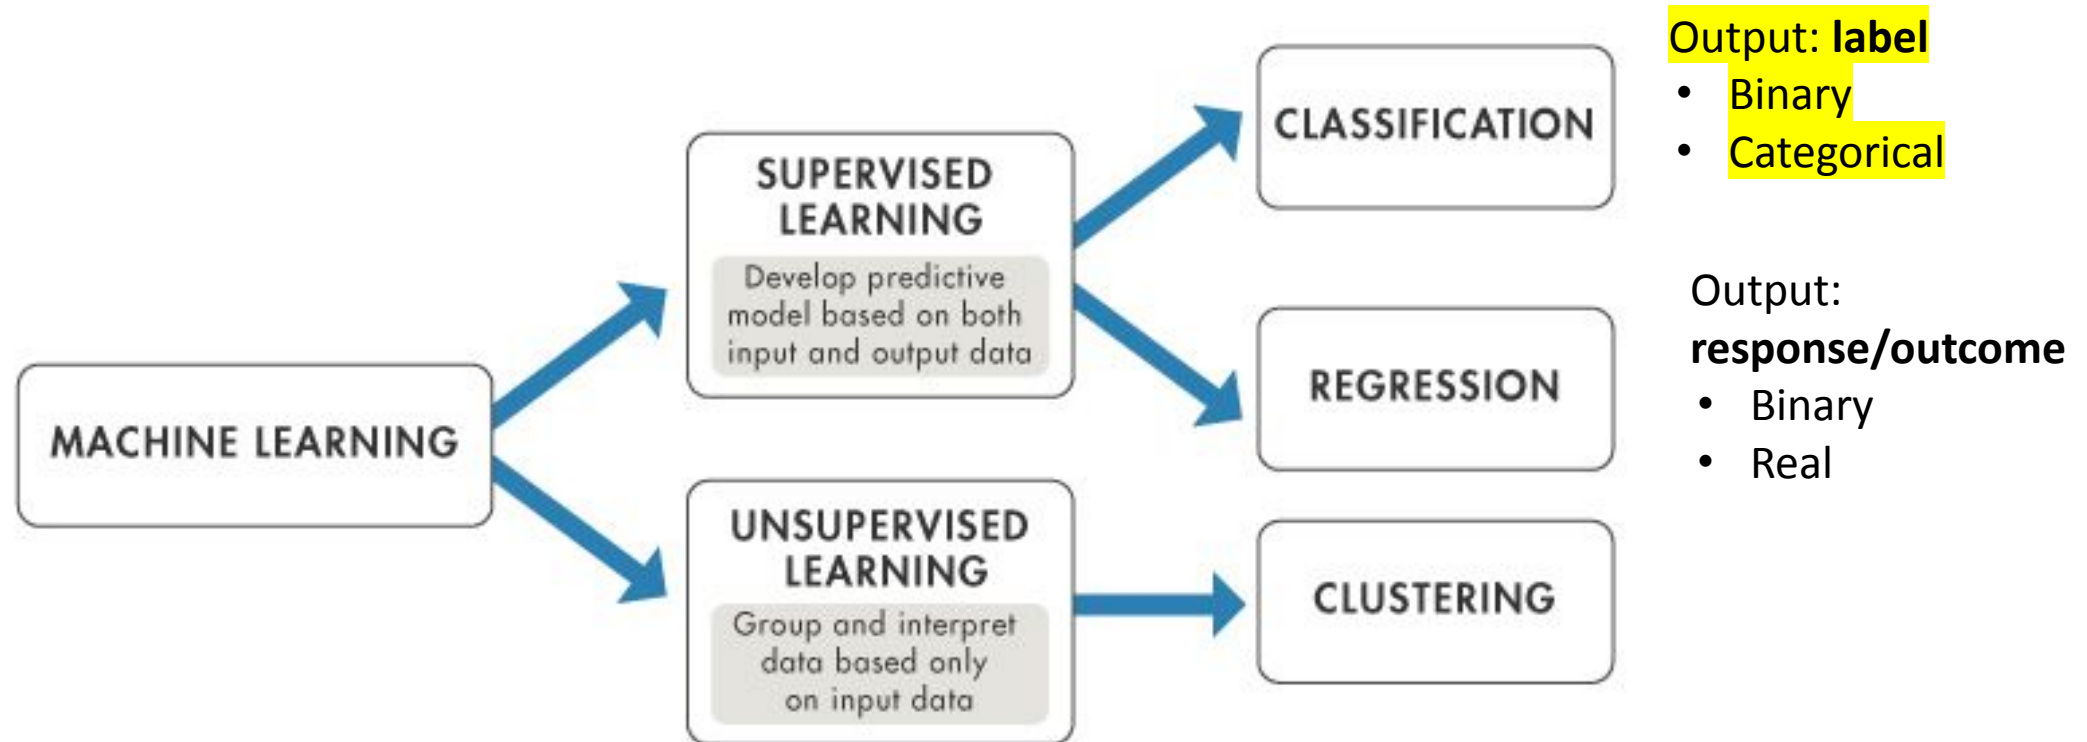 MACHINE LEARNING
SUPERVISED
LEARNING
Develop predictive
model based on both
input and output data
UNSUPERVISED
LEARNING
Group and interpret
data based only
on input data
CLASSIFICATION
Output: label
• Binary
• Categorical
REGRESSION
Output:
response/outcome
• Binary
• Real
CLUSTERING